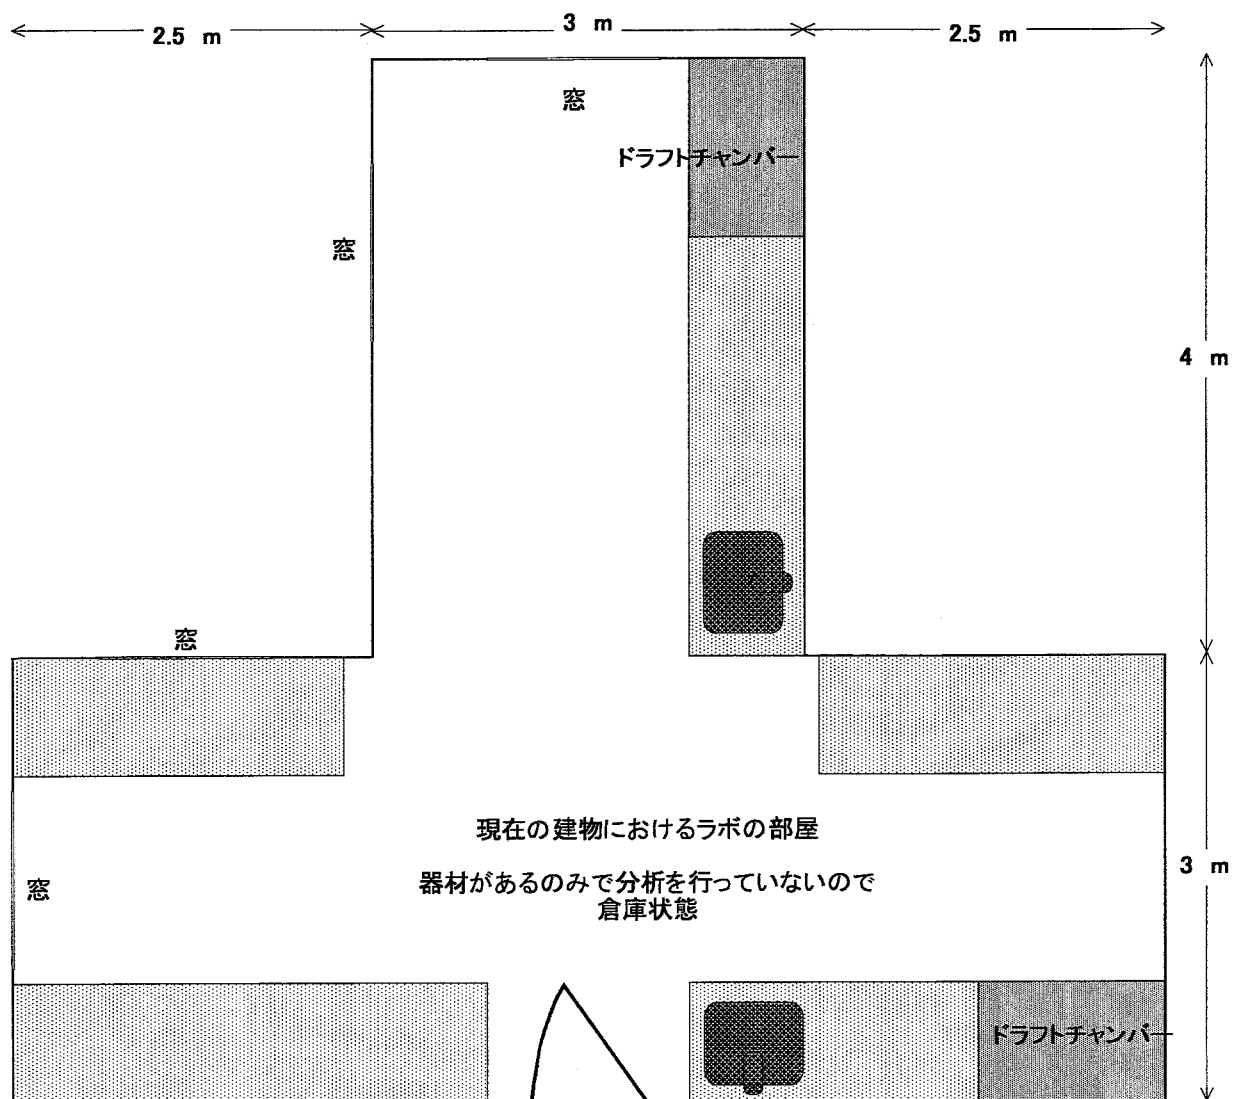 2.5 m
3 m
2.5 m
窓
ドラフトチャンバー
窓
4 m
窓
現在の建物におけるラボの部屋
器材があるのみで分析を行っていないので
倉庫状態
3 m
窓
ドラフトチャンバー